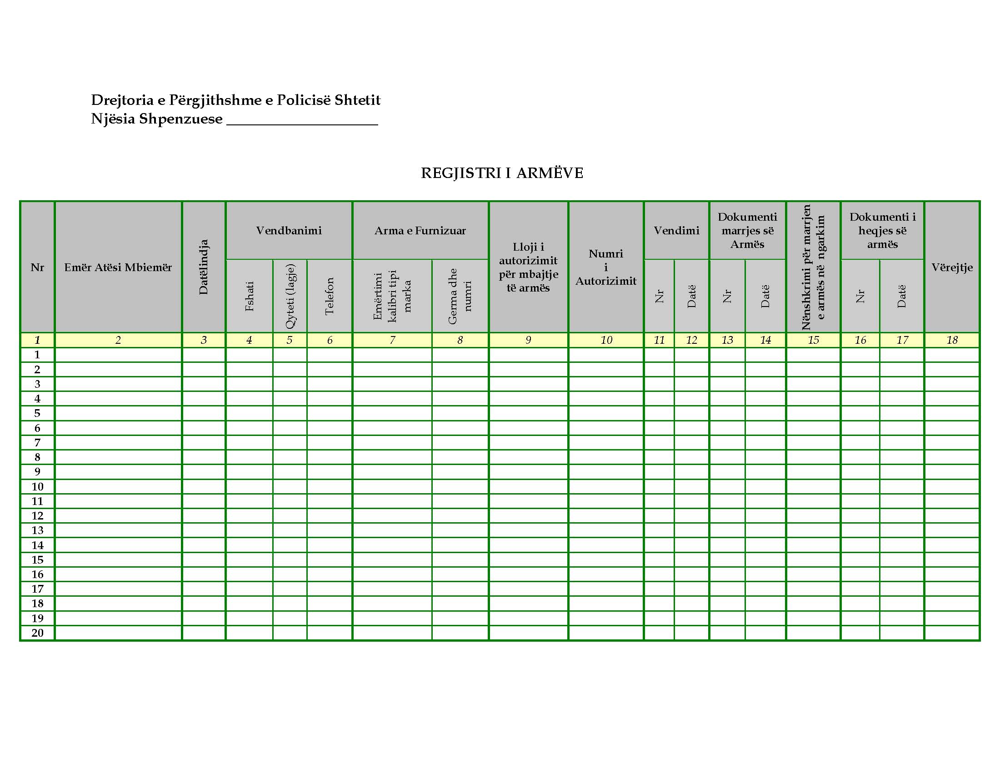 Drejtoria e Përgjithshme e Policisë Shtetit
Njësia Shpenzuese ____________________
REGJISTRI I ARMËVE
Nr
Emër Atësi Mbiemër
Datëlindja
Vendbanimi
Fshati
Qyteti (lagje)
Telefon
Arma e Furnizuar
Emërtimi
kalibri tipi
marka
Germa dhe
numri
Lloji i
autorizimit
për mbajtje
të armës
Numri
i
Autorizimit
Vendimi
Nr
Datë
Dokumenti
marrjes së
Armës
Nr
Datë
Nënshkrimi për marrjen
e armës në ngarkim
Dokumenti i
heqjes së
armës
Nr
Datë
Vërejtje
1 2 3 4 5 6 7 8 9 10 11 12 13 14 15 16 17 18
1
2
3
4
5
6
7
8
9
10
11
12
13
14
15
16
17
18
19
20